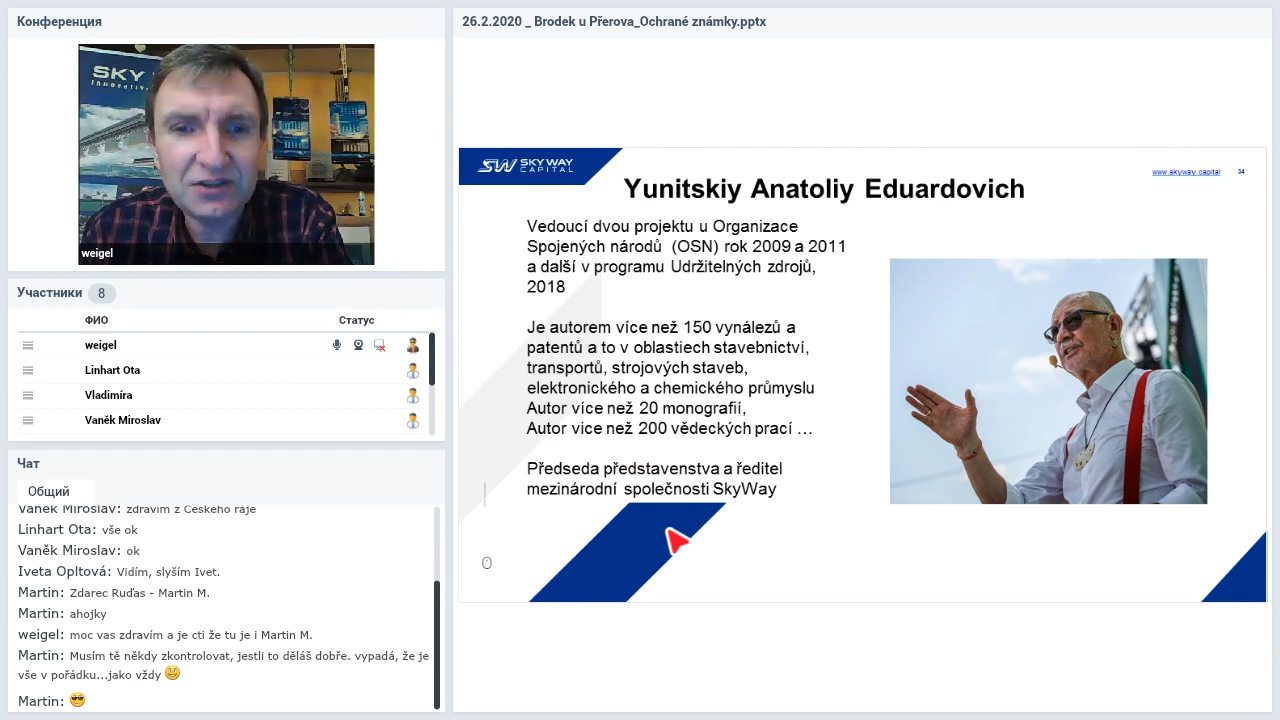 Конференция
SKY
Innovative
weigel
Участники 8
ФИО Статус
weigel
Linhart Ota
Vladimíra
Vaněk Miroslav
Чат
Общий
Vaněk Miroslav: zdravím z Českého ráje
Linhart Ota: vše ok
Vaněk Miroslav: ok
Iveta Opltová: Vidím, slyším Ivet.
Martin: Zdarec Ruďas - Martin M.
Martin: ahojky
weigel: moc vas zdravím a je cti že tu je i Martin M.
Martin: Musím tě někdy zkontrolovat, jestli to děláš dobře. vypadá, že je
vše v pořádku...jako vždy
Martin:
26.2.2020 _ Brodek u Přerova_Ochrané známky.pptx
SW SKY WAY
CAPITAL
www.skyway.capital 34
Yunitskiy Anatoliy Eduardovich
Vedoucí dvou projektu u Organizace
Spojených národů (OSN) rok 2009 a 2011
a další v programu Udržitelných zdrojů,
2018
Je autorem více než 150 vynálezů a
patentů a to v oblastiech stavebnictví,
transportů, strojových staveb,
elektronického a chemického průmyslu
Autor více než 20 monografií,
Autor vice než 200 vědeckých prací …
Předseda představenstva a ředitel
mezinárodní společnosti SkyWay